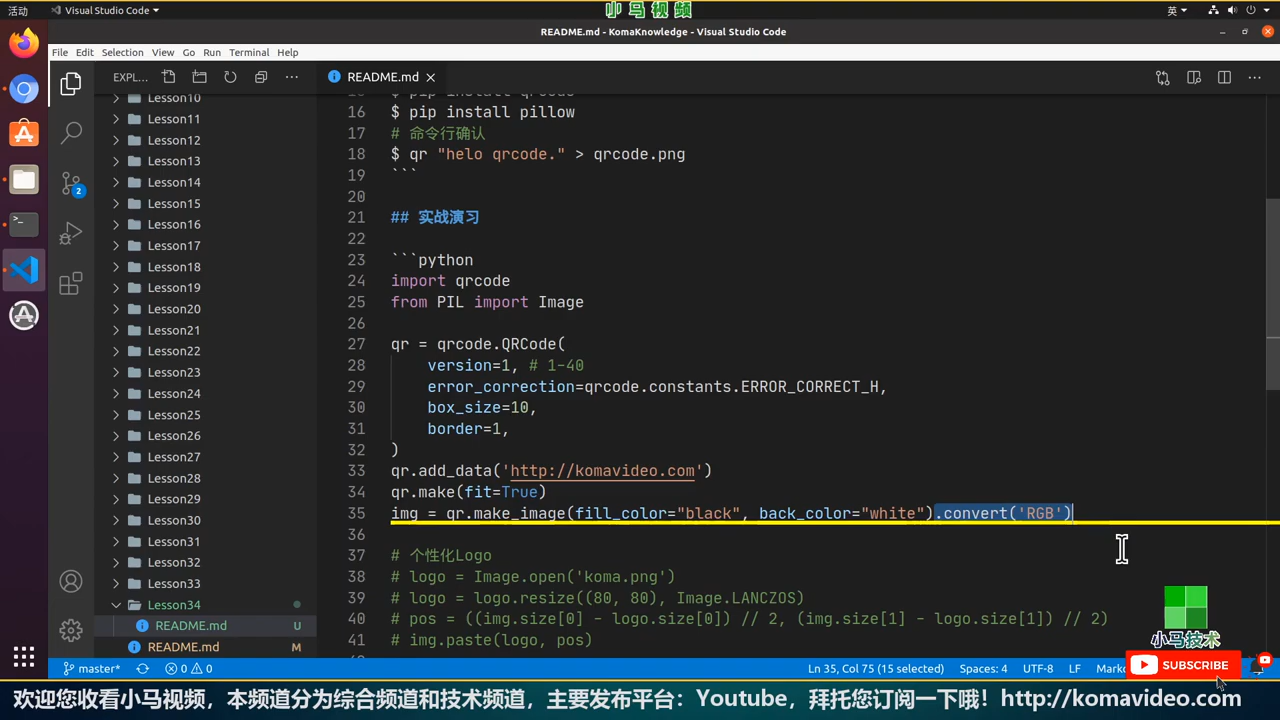 活动
Visual Studio Code
小马视频
英
README.md - KomaKnowledge - Visual Studio Code
File Edit Selection View Go Run Terminal Help
EXPL...
README.md
Lesson10
Lesson11
Lesson12
Lesson13
Lesson14
Lesson15
Lesson16
Lesson17
Lesson18
Lesson19
Lesson20
Lesson21
Lesson22
Lesson23
Lesson24
Lesson25
Lesson26
Lesson28
Lesson29
Lesson30
Lesson31
Lesson32
Lesson33
Lesson34
README.md U
README.md M
2
15 $ pip install qrcode
16 $ pip install pillow
17 # 命令行确认
18 $ qr "helo qrcode." > qrcode.png
19 ```
20
21 ## 实战演习
22
23 ```python
24 import qrcode
25 from PIL import Image
26
27 qr = qrcode.QRCode(
28 version=1, # 1-40
29 error_correction=qrcode.constants.ERROR_CORRECT_H,
30 box_size=10,
31 border=1,
32 )
33 qr.add_data('http://komavideo.com')
34 qr.make(fit=True)
35 img = qr.make_image(fill_color="black", back_color="white").convert('RGB')
36
37 # 个性化Logo
38 # logo = Image.open('koma.png')
39 # logo = logo.resize((80, 80), Image.LANCZOS)
40 # pos = ((img.size[0] - logo.size[0]) // 2, (img.size[1] - logo.size[1]) // 2)
41 # img.paste(logo, pos)
小马技术
SUBSCRIBE
master* 0 0 Ln 35, Col 75 (15 selected) Spaces: 4 UTF-8 LF
欢迎您收看小马视频，本频道分为综合频道和技术频道，主要发布平台：Youtube，拜托您订阅一下哦！http://komavideo.com